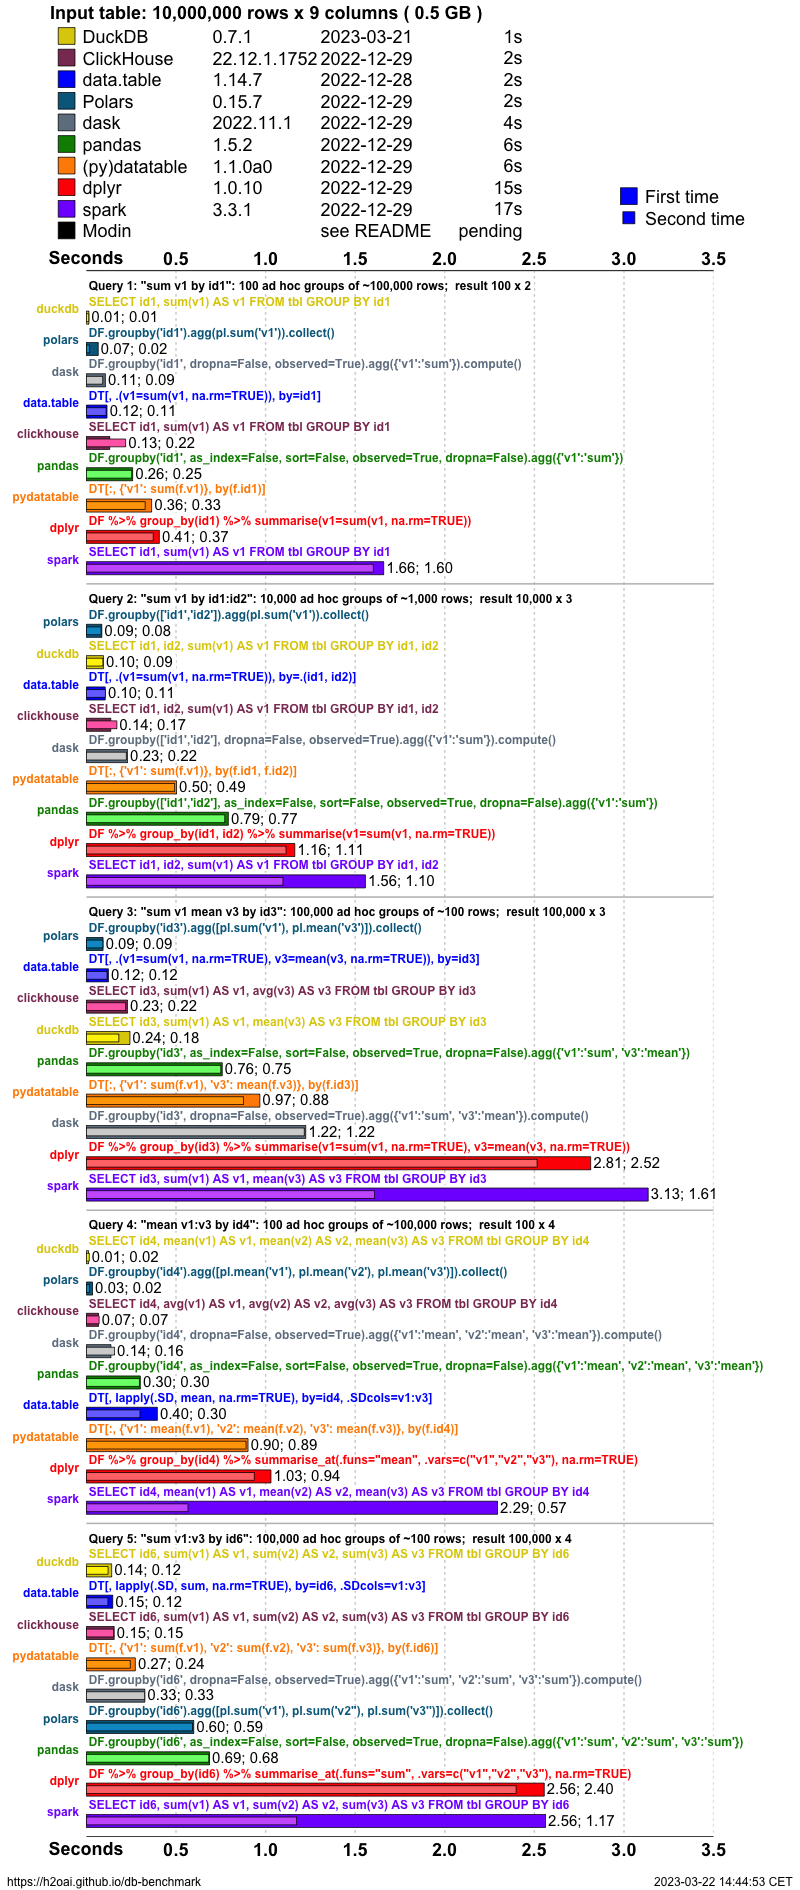 Input table: 10,000,000 rows x 9 columns ( 0.5 GB )
DuckDB 0.7.1 2023-03-21 1s
ClickHouse 22.12.1.1752 2022-12-29 2s
data.table 1.14.7 2022-12-28 2s
Polars 0.15.7 2022-12-29 2s
dask 2022.11.1 2022-12-29 4s
pandas 1.5.2 2022-12-29 6s
(py)datatable 1.1.0a0 2022-12-29 6s
dplyr 1.0.10 2022-12-29 15s
spark 3.3.1 2022-12-29 17s
Modin see README pending
First time
Second time
Seconds 0.5 1.0 1.5 2.0 2.5 3.0 3.5
Query 1: "sum v1 by id1": 100 ad hoc groups of ~100,000 rows; result 100 x 2
SELECT id1, sum(v1) AS v1 FROM tbl GROUP BY id1
duckdb 0.01; 0.01
DF.groupby('id1').agg(pl.sum('v1')).collect()
polars 0.07; 0.02
DF.groupby('id1', dropna=False, observed=True).agg({'v1':'sum'}).compute()
dask 0.11; 0.09
DT[, .(v1=sum(v1, na.rm=TRUE)), by=id1]
data.table 0.12; 0.11
SELECT id1, sum(v1) AS v1 FROM tbl GROUP BY id1
clickhouse 0.13; 0.22
DF.groupby('id1', as_index=False, sort=False, observed=True, dropna=False).agg({'v1':'sum'})
pandas 0.26; 0.25
DT[:, {'v1': sum(f.v1)}, by(f.id1)]
pydatatable 0.36; 0.33
DF %>% group_by(id1) %>% summarise(v1=sum(v1, na.rm=TRUE))
dplyr 0.41; 0.37
SELECT id1, sum(v1) AS v1 FROM tbl GROUP BY id1
spark 1.66; 1.60
Query 2: "sum v1 by id1:id2": 10,000 ad hoc groups of ~1,000 rows; result 10,000 x 3
DF.groupby(['id1','id2']).agg(pl.sum('v1')).collect()
polars 0.09; 0.08
SELECT id1, id2, sum(v1) AS v1 FROM tbl GROUP BY id1, id2
duckdb 0.10; 0.09
DT[, .(v1=sum(v1, na.rm=TRUE)), by=.(id1, id2)]
data.table 0.10; 0.11
SELECT id1, id2, sum(v1) AS v1 FROM tbl GROUP BY id1, id2
clickhouse 0.14; 0.17
DF.groupby(['id1','id2'], dropna=False, observed=True).agg({'v1':'sum'}).compute()
dask 0.23; 0.22
DT[:, {'v1': sum(f.v1)}, by(f.id1, f.id2)]
pydatatable 0.50; 0.49
DF.groupby(['id1','id2'], as_index=False, sort=False, observed=True, dropna=False).agg({'v1':'sum'})
pandas 0.79; 0.77
DF %>% group_by(id1, id2) %>% summarise(v1=sum(v1, na.rm=TRUE))
dplyr 1.16; 1.11
SELECT id1, id2, sum(v1) AS v1 FROM tbl GROUP BY id1, id2
spark 1.56; 1.10
Query 3: "sum v1 mean v3 by id3": 100,000 ad hoc groups of ~100 rows; result 100,000 x 3
DF.groupby('id3').agg([pl.sum('v1'), pl.mean('v3')]).collect()
polars 0.09; 0.09
DT[, .(v1=sum(v1, na.rm=TRUE), v3=mean(v3, na.rm=TRUE)), by=id3]
data.table 0.12; 0.12
SELECT id3, sum(v1) AS v1, avg(v3) AS v3 FROM tbl GROUP BY id3
clickhouse 0.23; 0.22
SELECT id3, sum(v1) AS v1, mean(v3) AS v3 FROM tbl GROUP BY id3
duckdb 0.24; 0.18
DF.groupby('id3', as_index=False, sort=False, observed=True, dropna=False).agg({'v1':'sum', 'v3':'mean'})
pandas 0.76; 0.75
DT[:, {'v1': sum(f.v1), 'v3': mean(f.v3)}, by(f.id3)]
pydatatable 0.97; 0.88
DF.groupby('id3', dropna=False, observed=True).agg({'v1':'sum', 'v3':'mean'}).compute()
dask 1.22; 1.22
DF %>% group_by(id3) %>% summarise(v1=sum(v1, na.rm=TRUE), v3=mean(v3, na.rm=TRUE))
dplyr 2.81; 2.52
SELECT id3, sum(v1) AS v1, mean(v3) AS v3 FROM tbl GROUP BY id3
spark 3.13; 1.61
Query 4: "mean v1:v3 by id4": 100 ad hoc groups of ~100,000 rows; result 100 x 4
SELECT id4, mean(v1) AS v1, mean(v2) AS v2, mean(v3) AS v3 FROM tbl GROUP BY id4
duckdb 0.01; 0.02
DF.groupby('id4').agg([pl.mean('v1'), pl.mean('v2'), pl.mean('v3')]).collect()
polars 0.03; 0.02
SELECT id4, avg(v1) AS v1, avg(v2) AS v2, avg(v3) AS v3 FROM tbl GROUP BY id4
clickhouse 0.07; 0.07
DF.groupby('id4', dropna=False, observed=True).agg({'v1':'mean', 'v2':'mean', 'v3':'mean'}).compute()
dask 0.14; 0.16
DF.groupby('id4', as_index=False, sort=False, observed=True, dropna=False).agg({'v1':'mean', 'v2':'mean', 'v3':'mean'})
pandas 0.30; 0.30
DT[, lapply(.SD, mean, na.rm=TRUE), by=id4, .SDcols=v1:v3]
data.table 0.40; 0.30
DT[:, {'v1': mean(f.v1), 'v2': mean(f.v2), 'v3': mean(f.v3)}, by(f.id4)]
pydatatable 0.90; 0.89
DF %>% group_by(id4) %>% summarise_at(.funs="mean", .vars=c("v1","v2","v3"), na.rm=TRUE)
dplyr 1.03; 0.94
SELECT id4, mean(v1) AS v1, mean(v2) AS v2, mean(v3) AS v3 FROM tbl GROUP BY id4
spark 2.29; 0.57
Query 5: "sum v1:v3 by id6": 100,000 ad hoc groups of ~100 rows; result 100,000 x 4
SELECT id6, sum(v1) AS v1, sum(v2) AS v2, sum(v3) AS v3 FROM tbl GROUP BY id6
duckdb 0.14; 0.12
DT[, lapply(.SD, sum, na.rm=TRUE), by=id6, .SDcols=v1:v3]
data.table 0.15; 0.12
SELECT id6, sum(v1) AS v1, sum(v2) AS v2, sum(v3) AS v3 FROM tbl GROUP BY id6
clickhouse 0.15; 0.15
DT[:, {'v1': sum(f.v1), 'v2': sum(f.v2), 'v3': sum(f.v3)}, by(f.id6)]
pydatatable 0.27; 0.24
DF.groupby('id6', dropna=False, observed=True).agg({'v1':'sum', 'v2':'sum', 'v3':'sum'}).compute()
dask 0.33; 0.33
DF.groupby('id6').agg([pl.sum('v1'), pl.sum('v2''), pl.sum('v3'')]).collect()
polars 0.60; 0.59
DF.groupby('id6', as_index=False, sort=False, observed=True, dropna=False).agg({'v1':'sum', 'v2':'sum', 'v3':'sum'})
pandas 0.69; 0.68
DF %>% group_by(id6) %>% summarise_at(.funs="sum", .vars=c("v1","v2","v3"), na.rm=TRUE)
dplyr 2.56; 2.40
SELECT id6, sum(v1) AS v1, sum(v2) AS v2, sum(v3) AS v3 FROM tbl GROUP BY id6
spark 2.56; 1.17
Seconds 0.5 1.0 1.5 2.0 2.5 3.0 3.5
https://h2oai.github.io/db-benchmark 2023-03-22 14:44:53 CET